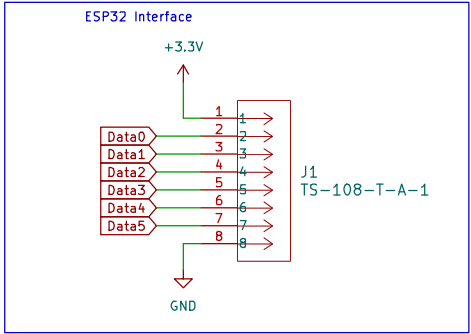 ESP32 Interface
+3.3V
1 1
Data0 2 2
Data1 3 3
Data2 4 4
Data3 5 5
Data4 6 6
Data5 7 7
8 8
J1
TS-108-T-A-1
GND